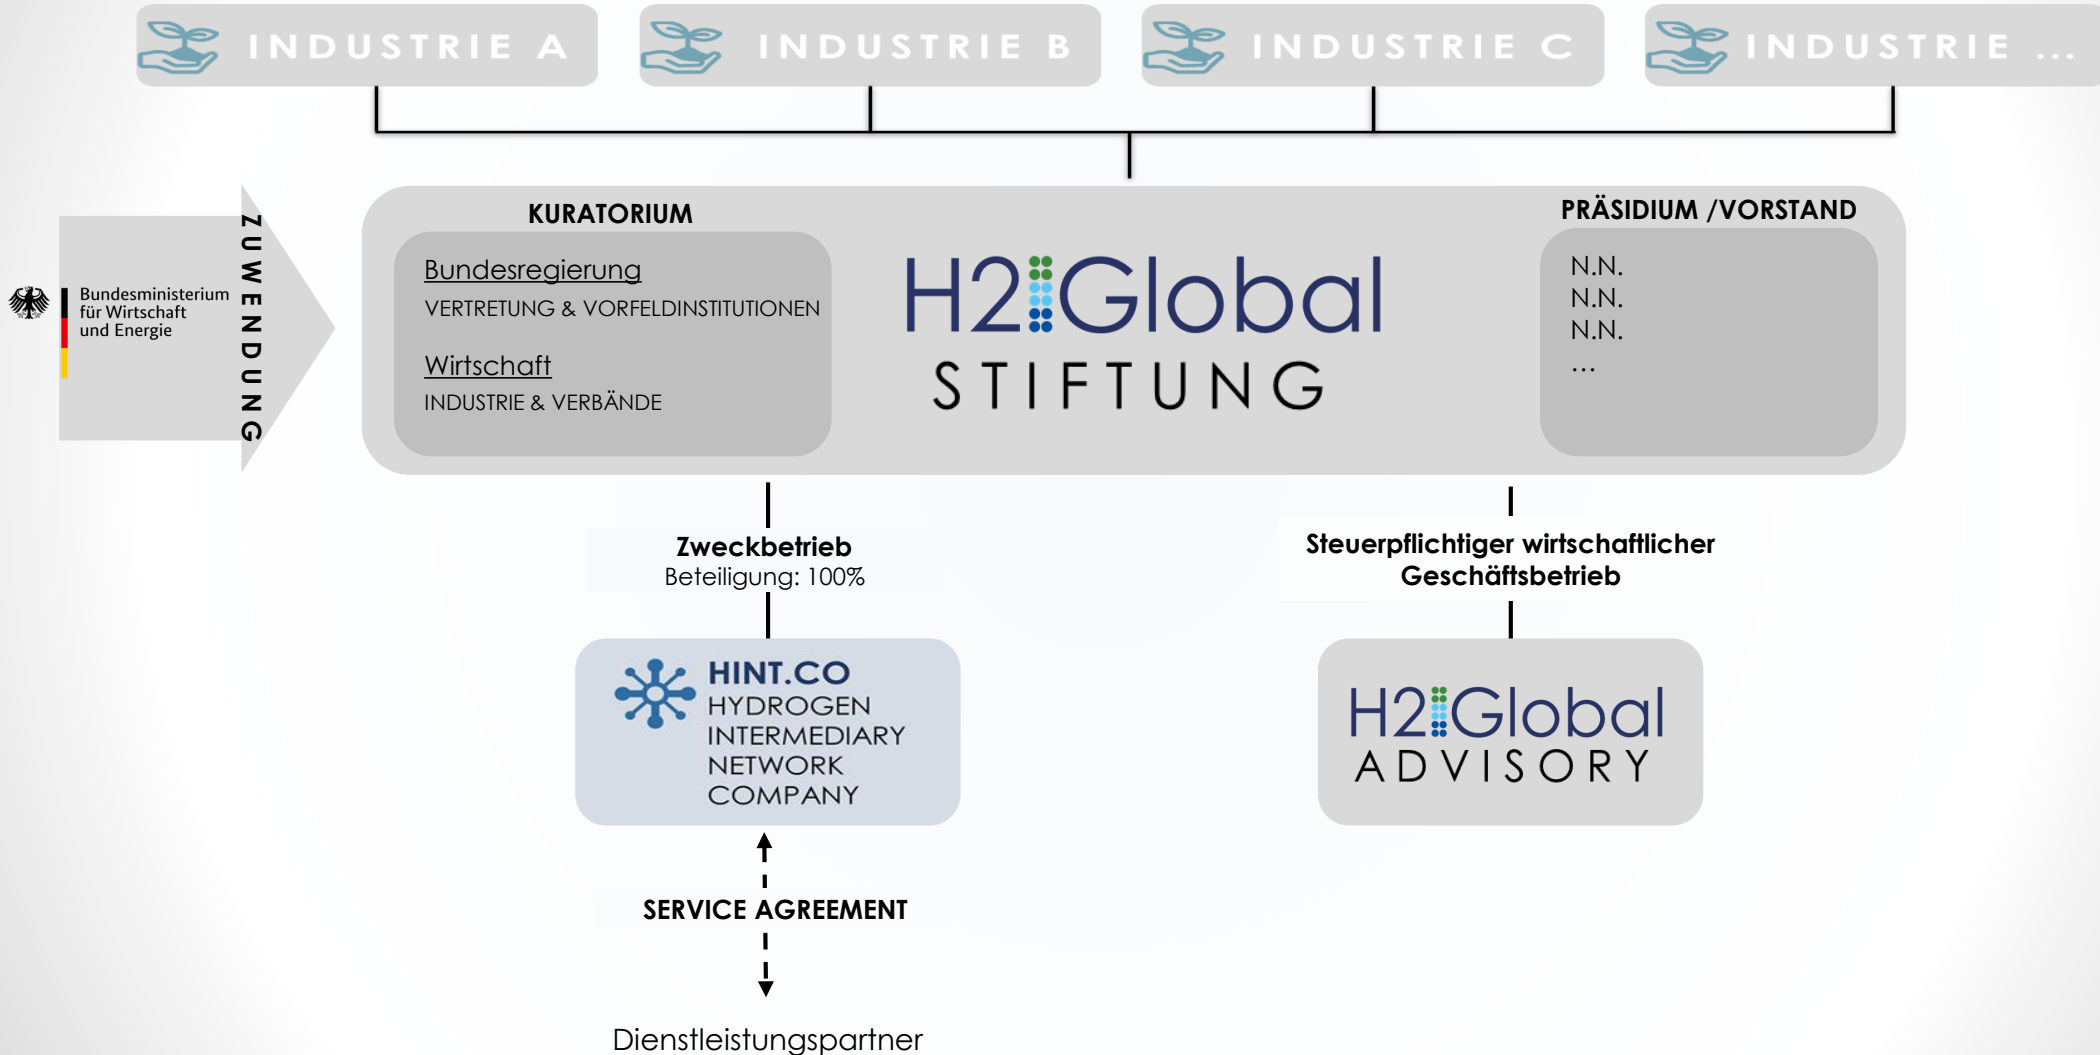 INDUSTRIE A
INDUSTRIE B
INDUSTRIE C
INDUSTRIE ...
Bundesministerium
für Wirtschaft
und Energie
ZUWENDUNG
KURATORIUM
Bundesregierung
VERTRETUNG & VORFELDINSTITUTIONEN
Wirtschaft
INDUSTRIE & VERBÄNDE
H2Global
STIFTUNG
PRÄSIDIUM /VORSTAND
N.N.
N.N.
N.N.
...
Zweckbetrieb
Beteiligung: 100%
Steuerpflichtiger wirtschaftlicher
Geschäftsbetrieb
HINT.CO
HYDROGEN
INTERMEDIARY
NETWORK
COMPANY
H2Global
ADVISORY
SERVICE AGREEMENT
Dienstleistungspartner